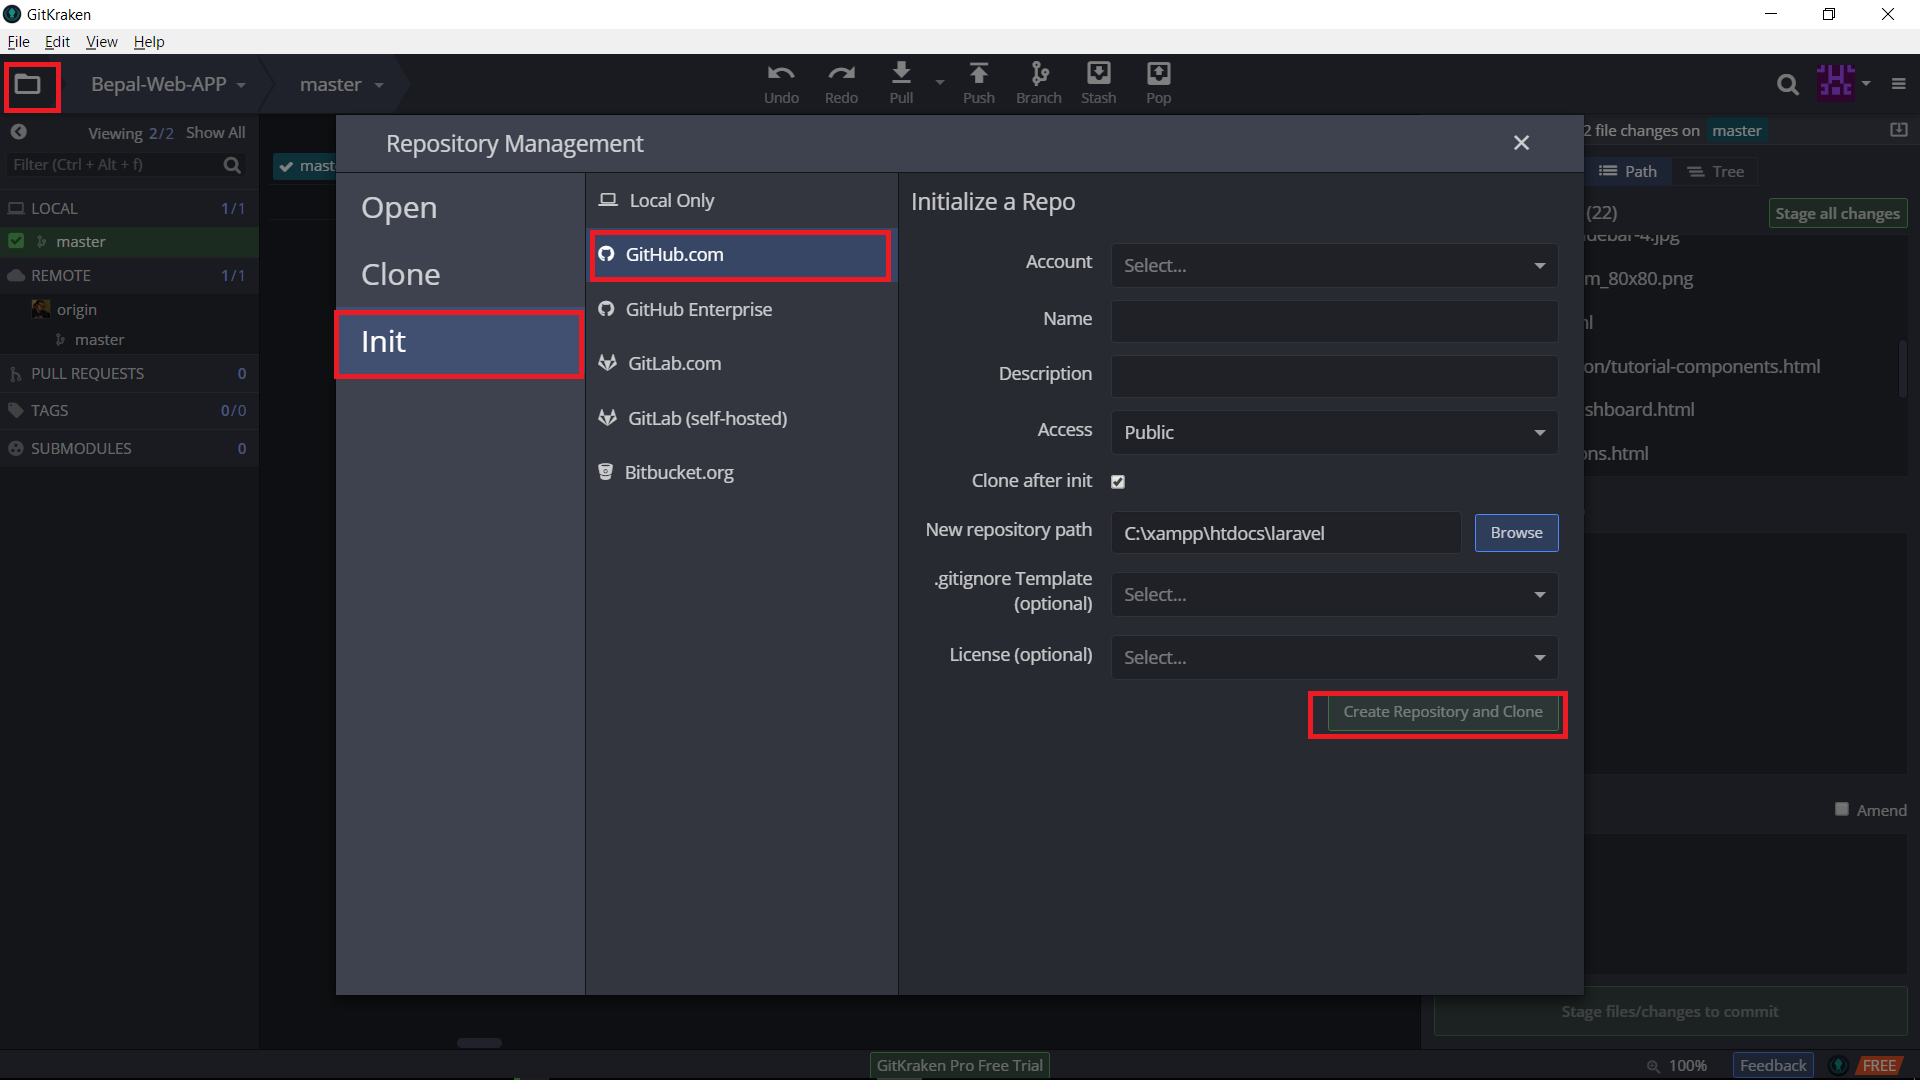 GitKraken
File Edit View Help
Bepal-Web-APP
master
Undo
Redo
Pull
Push
Branch
Stash
Pop
Viewing 2/2 Show All
Filter (Ctrl + Alt + f)
LOCAL 1/1
master
REMOTE 1/1
origin
master
PULL REQUESTS 0
TAGS 0/0
SUBMODULES 0
mast
Repository Management
Open
Clone
Init
Local Only
GitHub.com
GitHub Enterprise
GitLab.com
GitLab (self-hosted)
Bitbucket.org
Initialize a Repo
Account Select...
Name
Description
Access Public
Clone after init
New repository path C:\xampp\htdocs\laravel Browse
.gitignore Template
(optional) Select...
License (optional) Select...
Create Repository and Clone
2 file changes on master
Path Tree
(22) Stage all changes
debar-4.jpg
m_80x80.png
on/tutorial-components.html
shboard.html
ons.html
Amend
Stage files/changes to commit
GitKraken Pro Free Trial
100% Feedback FREE